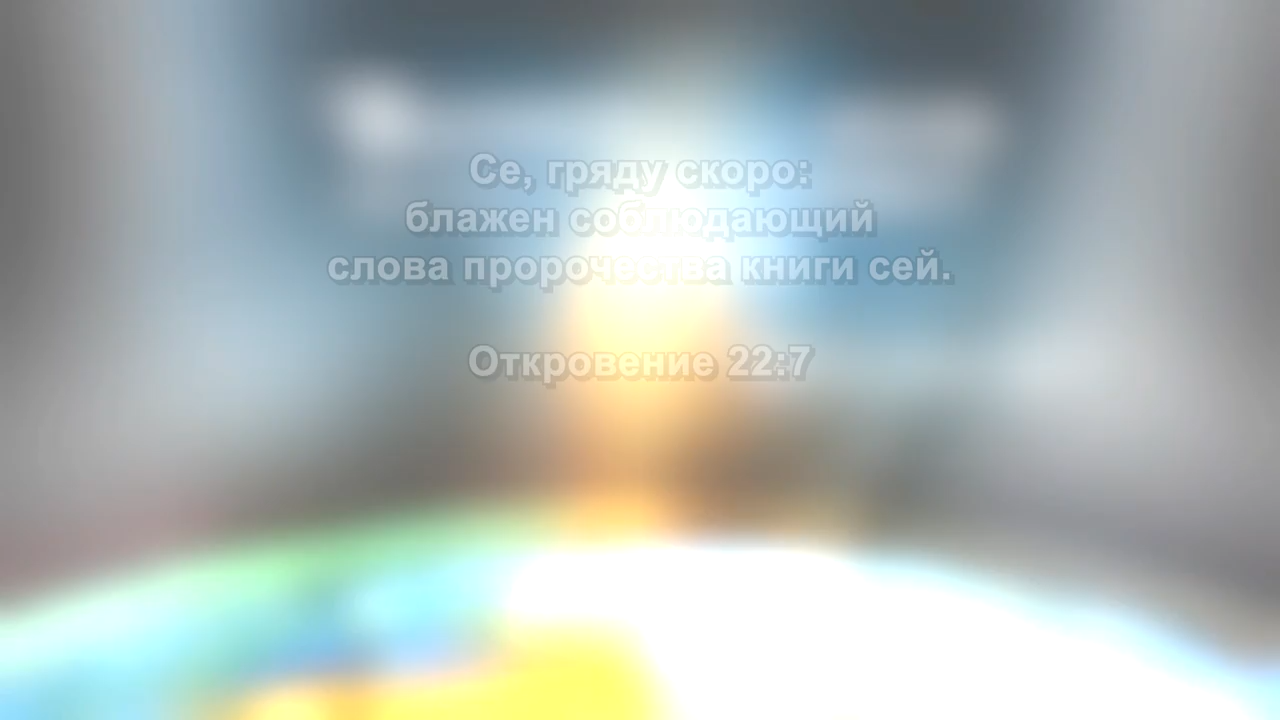 Се, гряду скоро:
блажен соблюдающий
слова пророчества книги сей.
Откровение 22:7